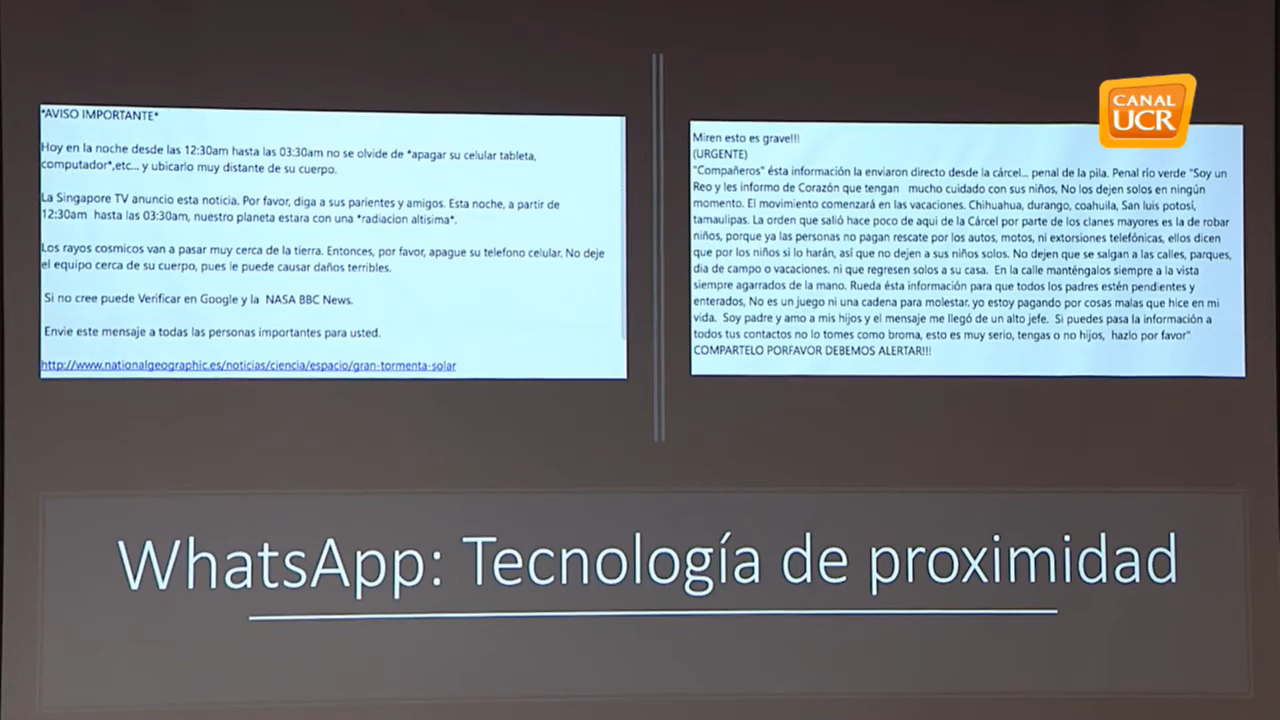 *AVISO IMPORTANTE*
Hoy en la noche desde las 12:30am hasta las 03:30am no se olvide de *apagar su celular tableta,
computador*,etc... y ubicarlo muy distante de su cuerpo.
La Singapore TV anuncio esta noticia. Por favor, diga a sus parientes y amigos. Esta noche, a partir de
12:30am hasta las 03:30am, nuestro planeta estara con una *radiacion altisima*.
Los rayos cosmicos van a pasar muy cerca de la tierra. Entonces, por favor, apague su telefono celular. No deje
el equipo cerca de su cuerpo, pues le puede causar daños terribles.
Si no cree puede Verificar en Google y la NASA BBC News.
Envie este mensaje a todas las personas importantes para usted.
http://www.nationalgeographic.es/noticias/ciencia/espacio/gran-tormenta-solar
CANAL
UCR
Miren esto es grave!!!
(URGENTE)
"Compañeros" ésta información la enviaron directo desde la cárcel... penal de la pila. Penal río verde "Soy un
Reo y les informo de Corazón que tengan mucho cuidado con sus niños, No los dejen solos en ningún
momento. El movimiento comenzará en las vacaciones. Chihuahua, durango, coahuila, San luis potosí,
tamaulipas. La orden que salió hace poco de aqui de la Cárcel por parte de los clanes mayores es la de robar
niños, porque ya las personas no pagan rescate por los autos, motos, ni extorsiones telefónicas, ellos dicen
que por los niños si lo harán, así que no dejen a sus niños solos. No dejen que se salgan a las calles, parques,
dia de campo o vacaciones. ni que regresen solos a su casa. En la calle manténgalos siempre a la vista
siempre agarrados de la mano. Rueda ésta información para que todos los padres estén pendientes y
enterados, No es un juego ni una cadena para molestar. yo estoy pagando por cosas malas que hice en mi
vida. Soy padre y amo a mis hijos y el mensaje me llegó de un alto jefe. Si puedes pasa la información a
todos tus contactos no lo tomes como broma, esto es muy serio, tengas o no hijos, hazlo por favor"
COMPARTELO PORFAVOR DEBEMOS ALERTAR!!!
WhatsApp: Tecnología de proximidad